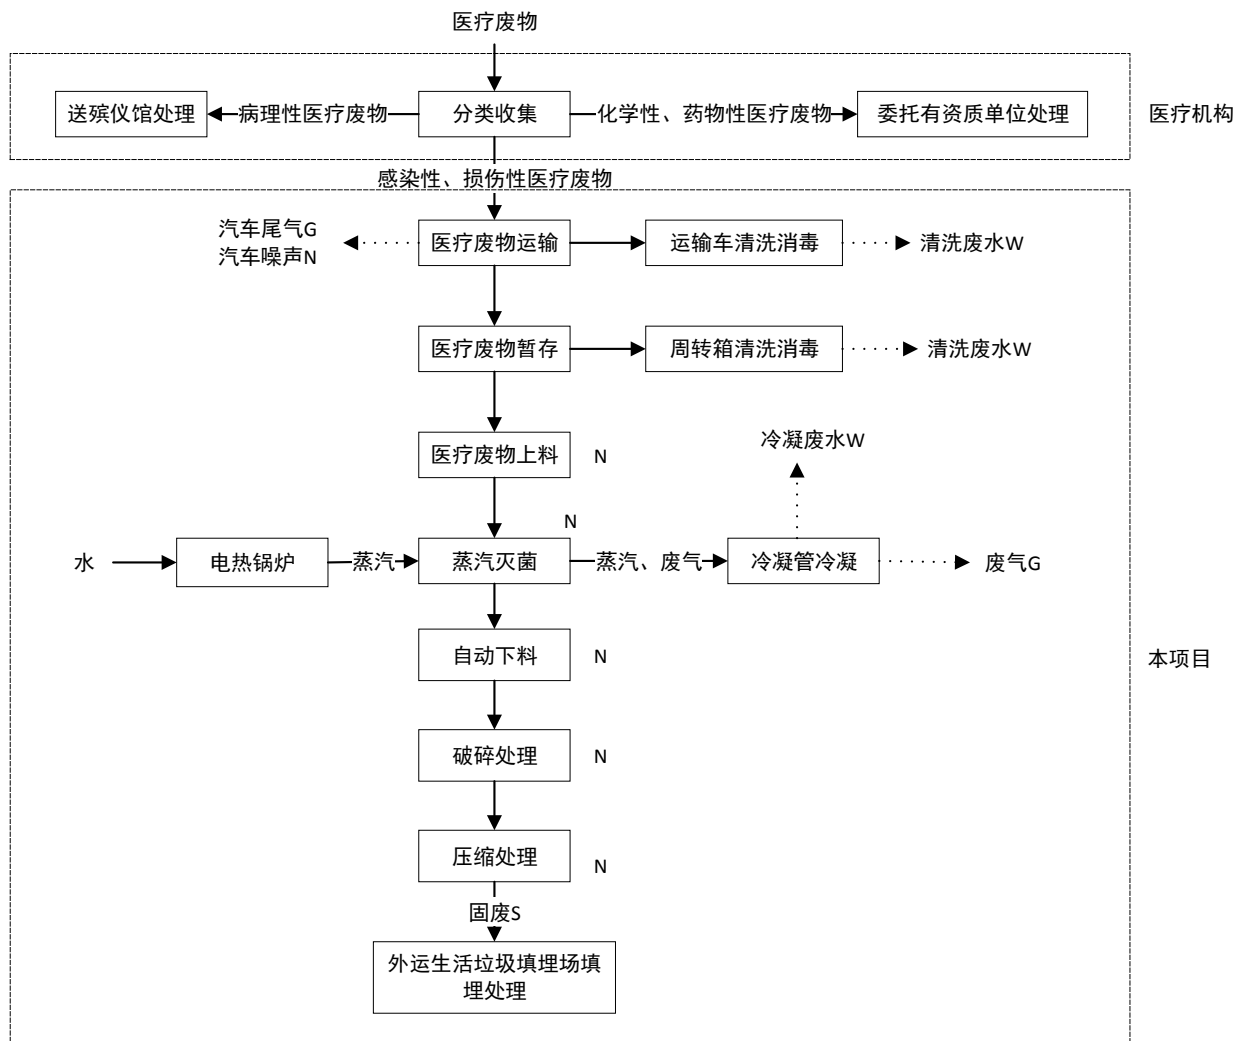 医疗废物
送殡仪馆处理
病理性医疗废物
分类收集
化学性、药物性医疗废物
委托有资质单位处理
医疗机构
感染性、损伤性医疗废物
汽车尾气G
汽车噪声N
医疗废物运输
运输车清洗消毒
清洗废水W
医疗废物暂存
周转箱清洗消毒
清洗废水W
医疗废物上料
N
冷凝废水W
N
水
电热锅炉
蒸汽
蒸汽灭菌
蒸汽、废气
冷凝管冷凝
废气G
自动下料
N
本项目
破碎处理
N
压缩处理
N
固废S
外运生活垃圾填埋场填
埋处理